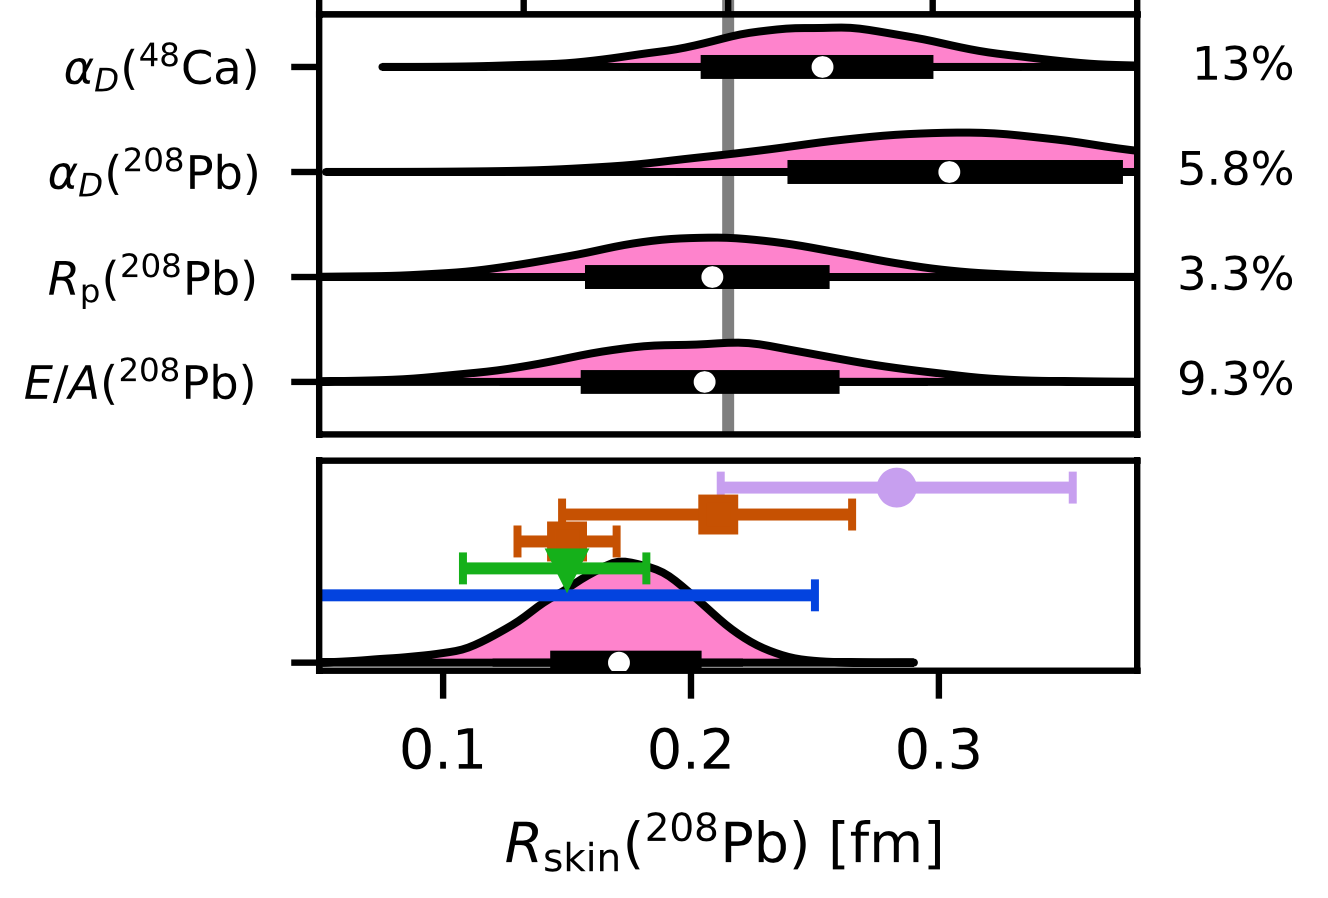 α_D(⁴⁸Ca) 13%
α_D(²⁰⁸Pb) 5.8%
R_p(²⁰⁸Pb) 3.3%
E/A(²⁰⁸Pb) 9.3%
0.1 0.2 0.3
R_skin(²⁰⁸Pb) [fm]